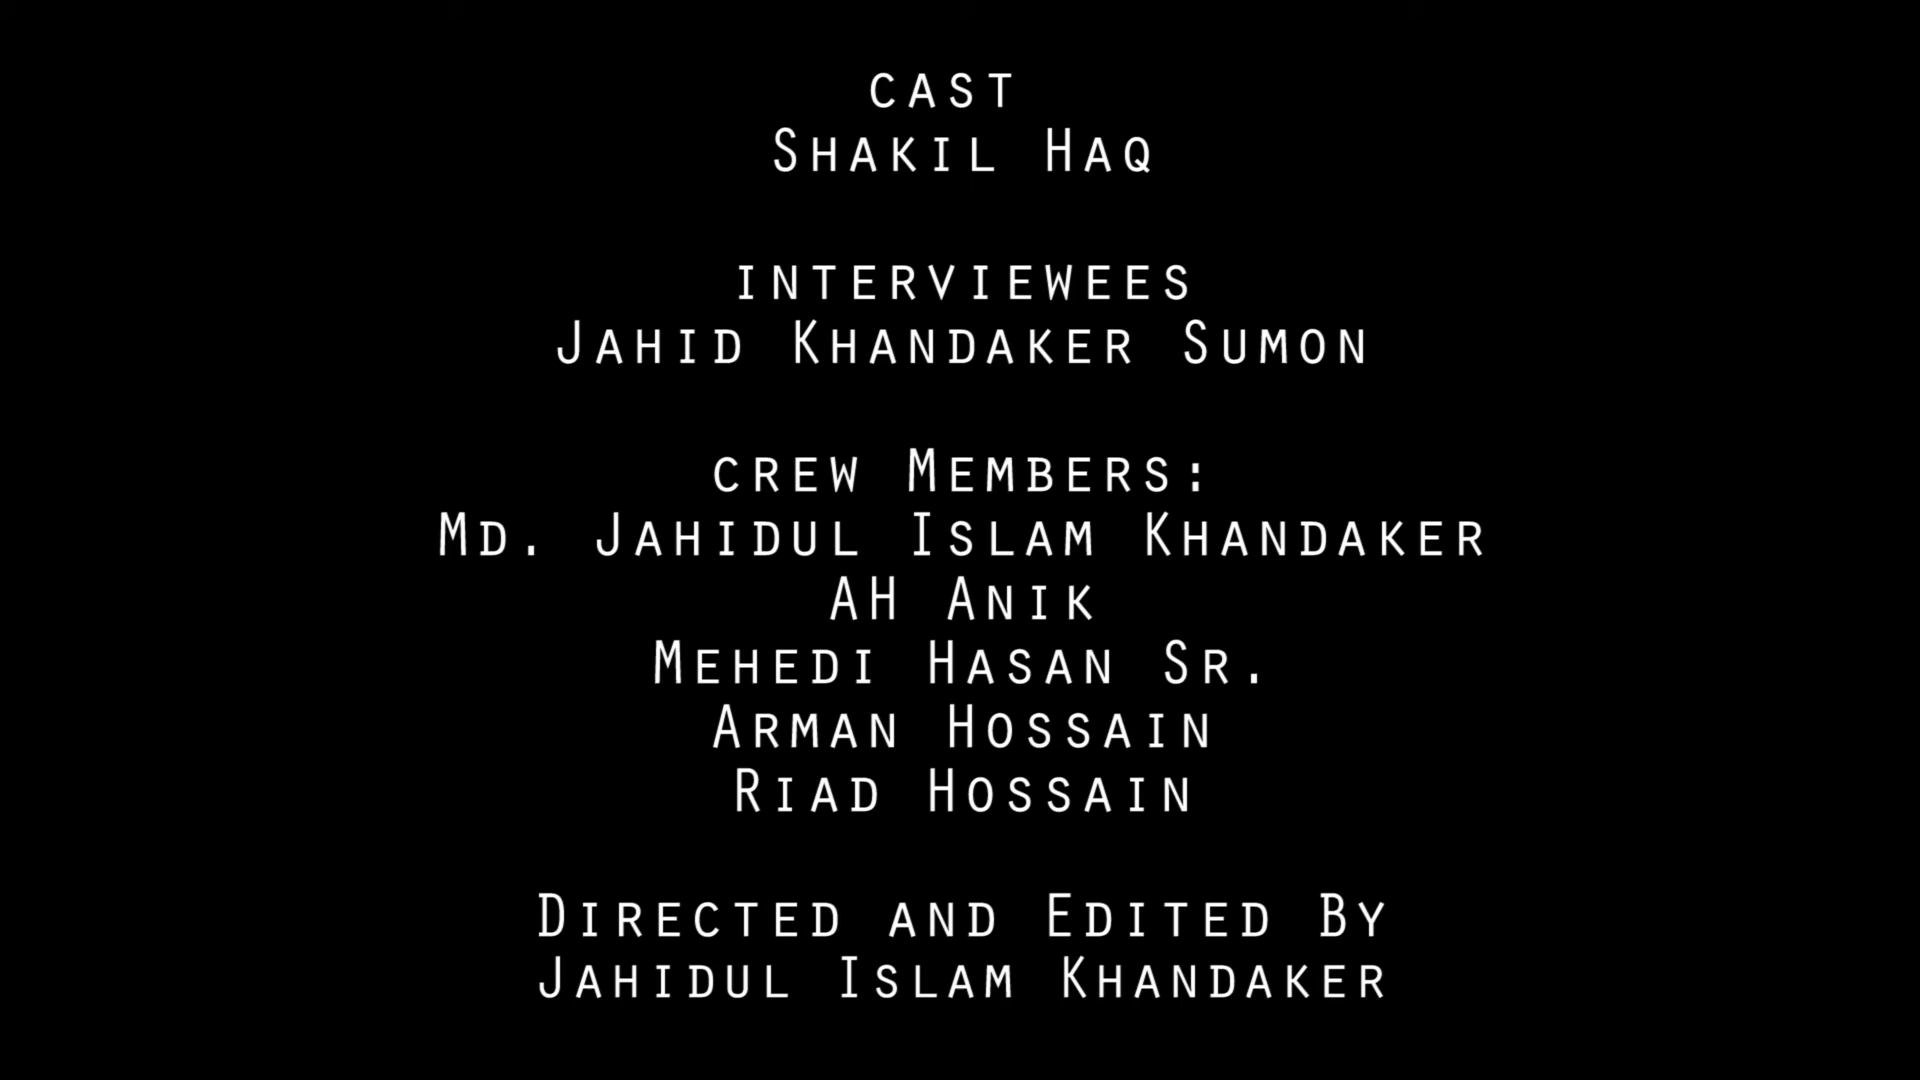 cast
Shakil Haq
interviewees
Jahid Khandaker Sumon
crew Members:
Md. Jahidul Islam Khandaker
AH Anik
Mehedi Hasan Sr.
Arman Hossain
Riad Hossain
Directed and Edited By
Jahidul Islam Khandaker